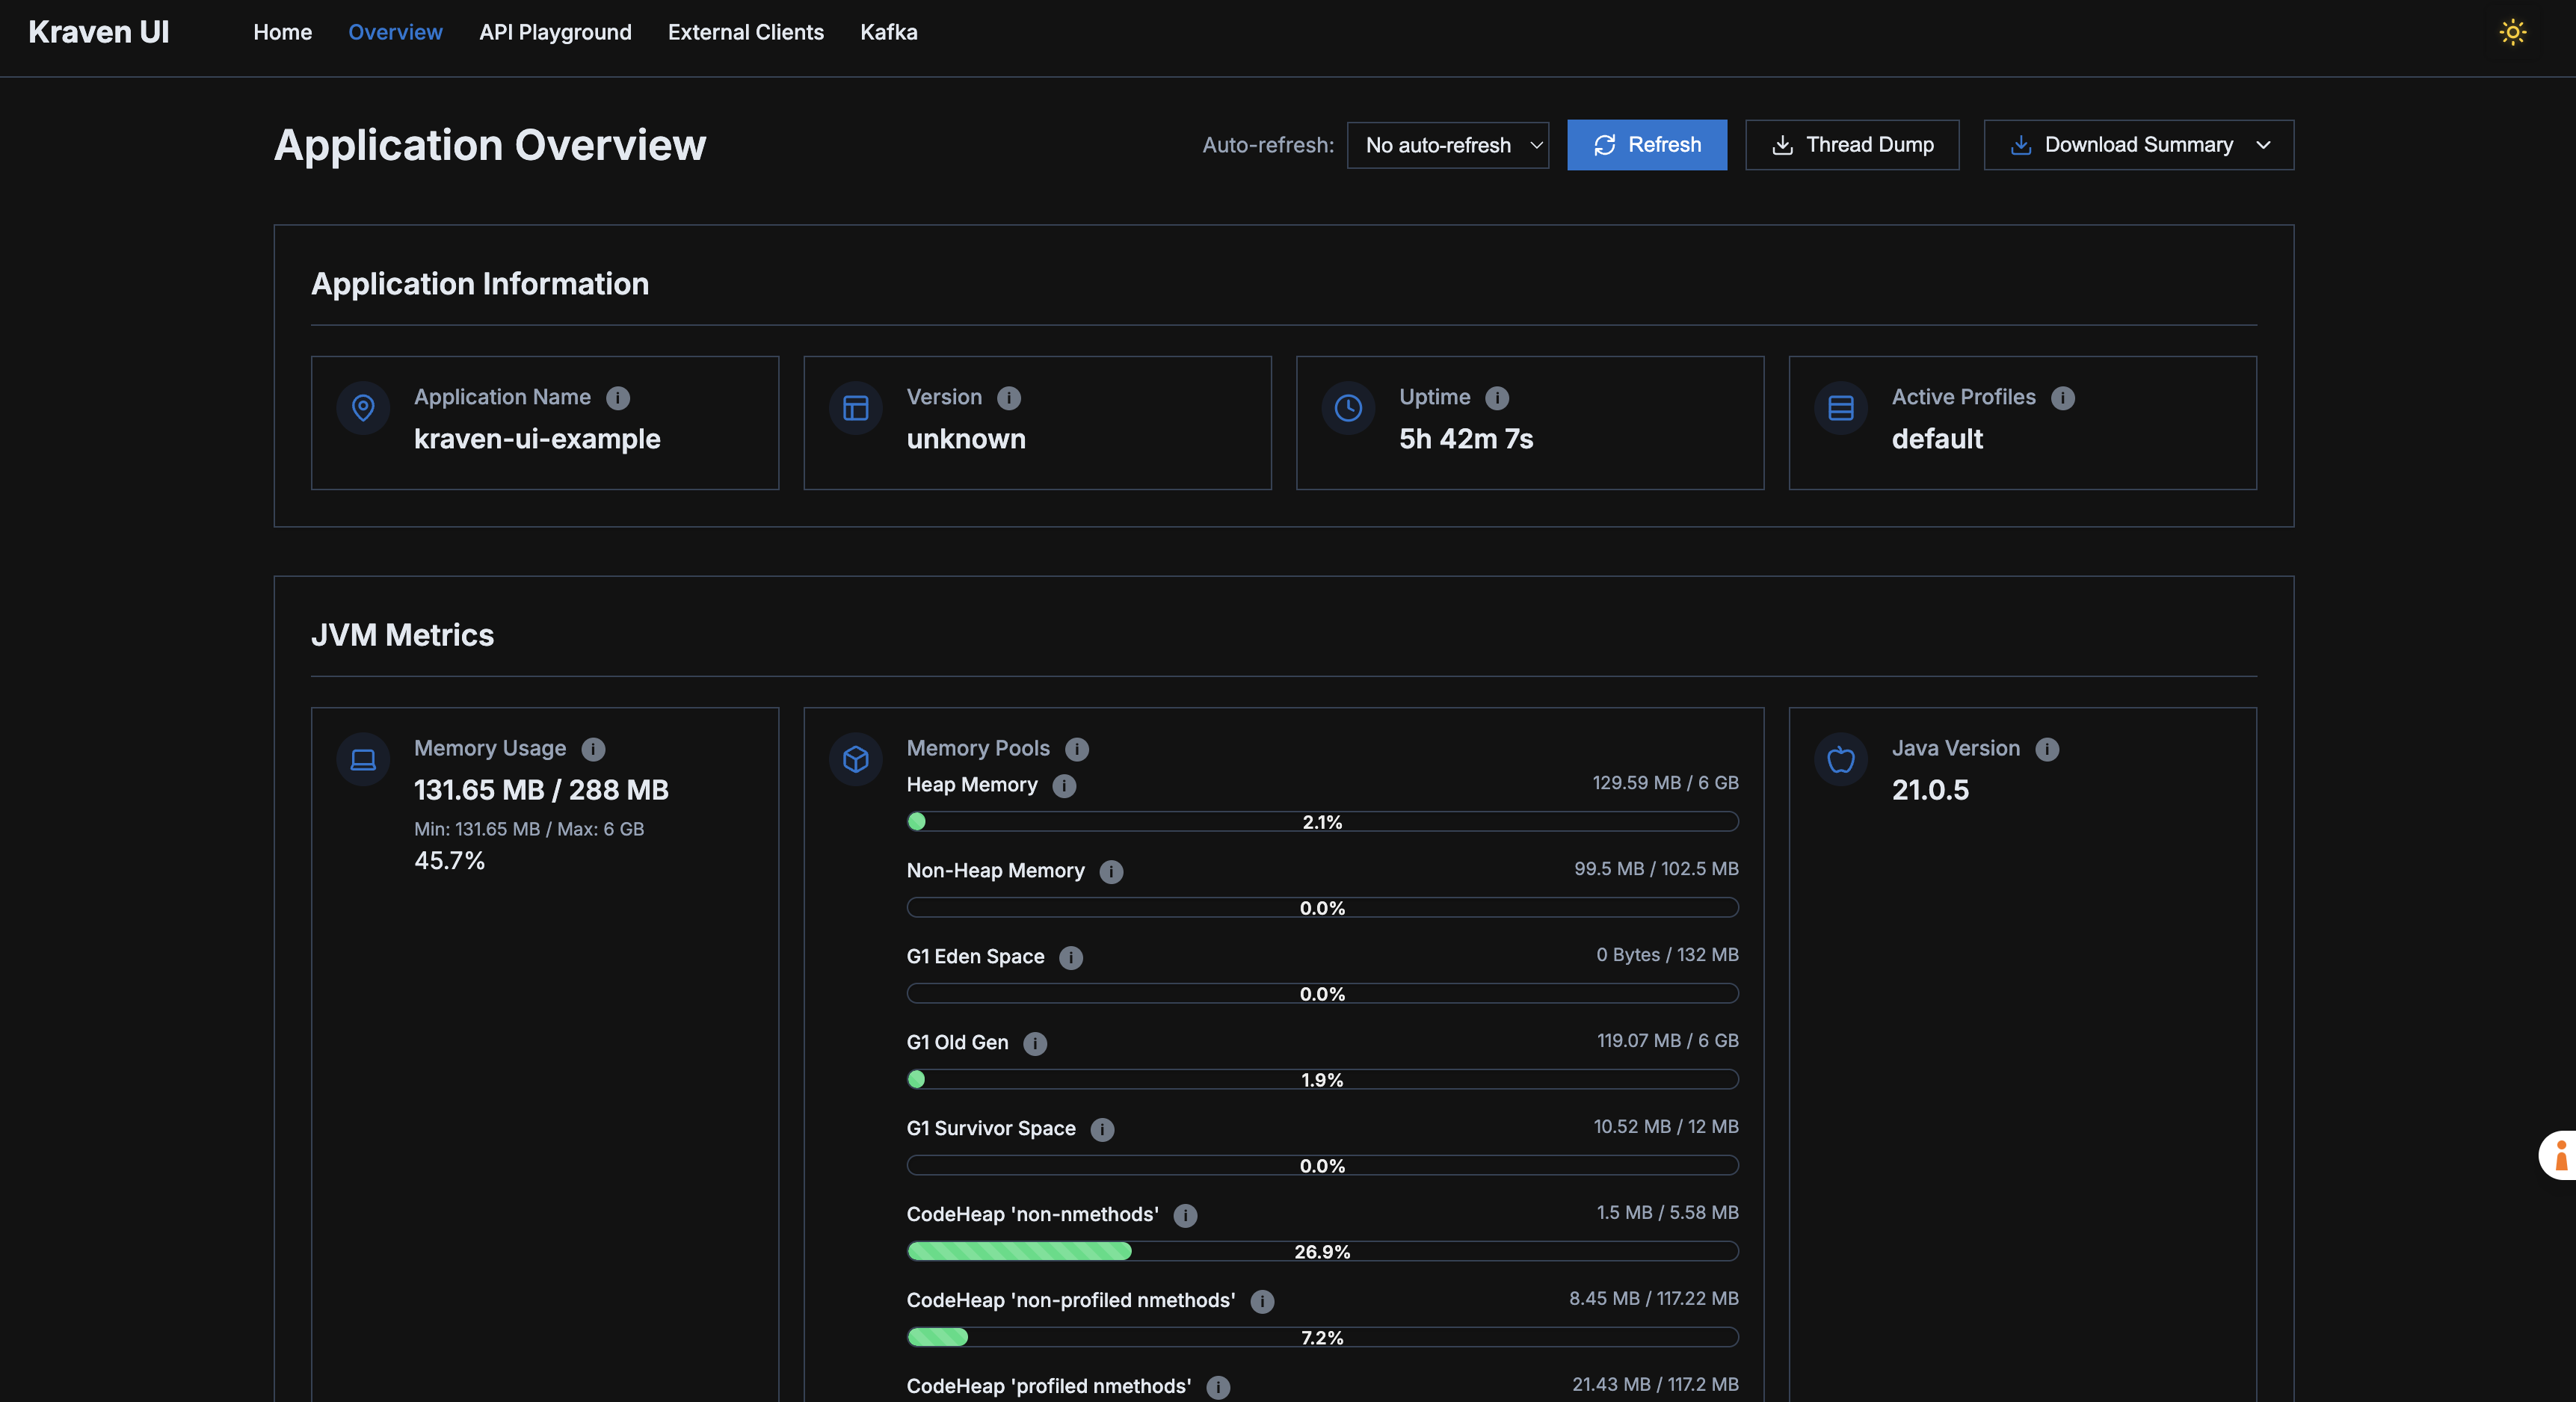 Kraven UI
Home
Overview
API Playground
External Clients
Kafka
Application Overview
Auto-refresh:
No auto-refresh
Refresh
Thread Dump
Download Summary
Application Information
Application Name
kraven-ui-example
Version
unknown
Uptime
5h 42m 7s
Active Profiles
default
JVM Metrics
Memory Usage
131.65 MB / 288 MB
Min: 131.65 MB / Max: 6 GB
45.7%
Memory Pools
Heap Memory
129.59 MB / 6 GB
2.1%
Non-Heap Memory
99.5 MB / 102.5 MB
0.0%
G1 Eden Space
0 Bytes / 132 MB
0.0%
G1 Old Gen
119.07 MB / 6 GB
1.9%
G1 Survivor Space
10.52 MB / 12 MB
0.0%
CodeHeap 'non-nmethods'
1.5 MB / 5.58 MB
26.9%
CodeHeap 'non-profiled nmethods'
8.45 MB / 117.22 MB
7.2%
CodeHeap 'profiled nmethods'
21.43 MB / 117.2 MB
Java Version
21.0.5